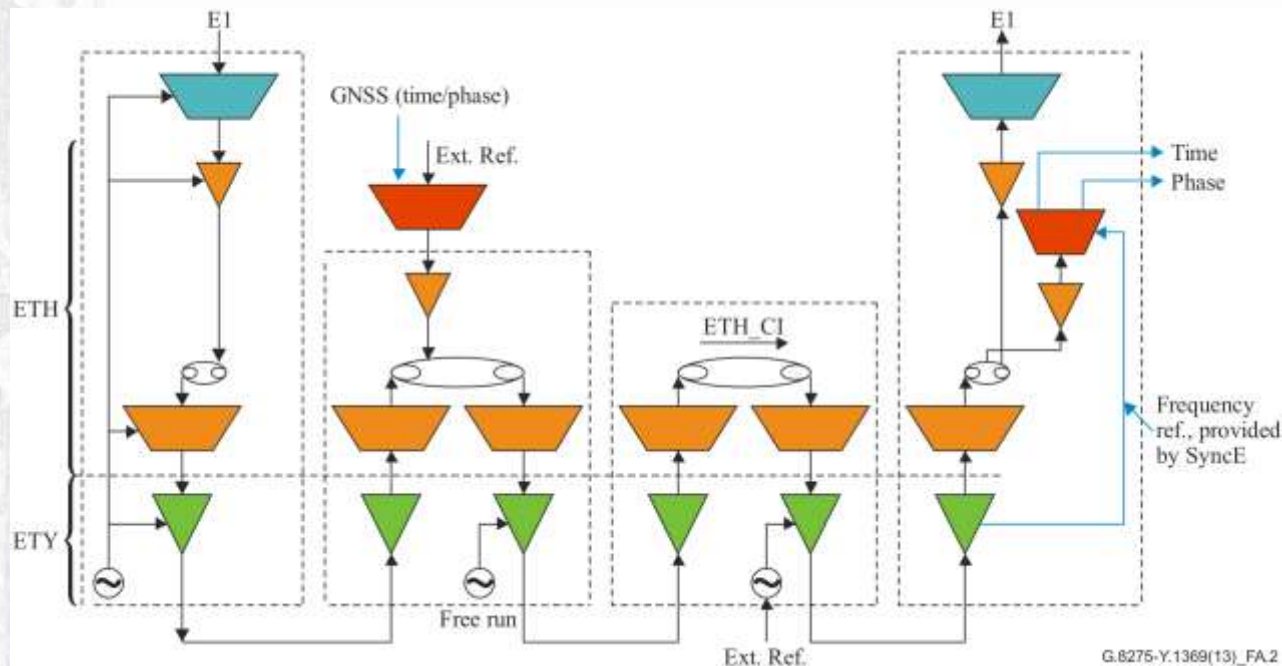 E1
E1
GNSS (time/phase)
Ext. Ref.
Time
Phase
ETH
ETH_CI
Frequency
ref., provided
by SyncE
ETY
Free run
Ext. Ref.
G.8275-Y.1369(13)_FA.2